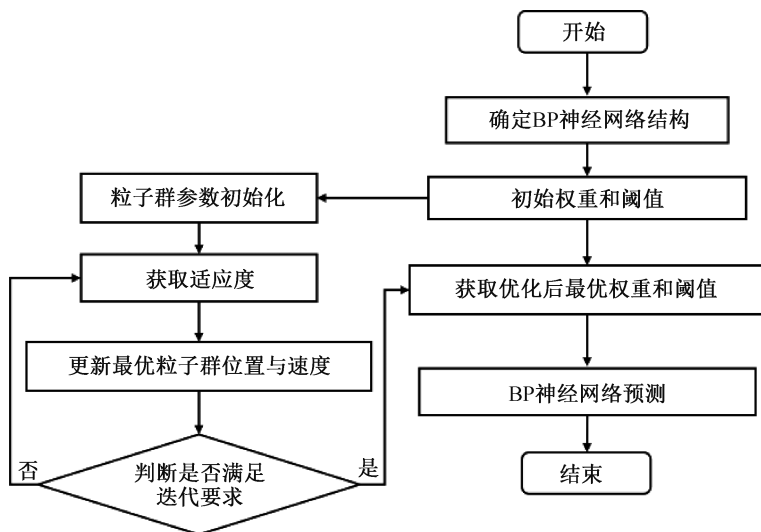 开始
确定BP神经网络结构
初始权重和阈值
粒子群参数初始化
获取适应度
更新最优粒子群位置与速度
判断是否满足
迭代要求
否
是
获取优化后最优权重和阈值
BP神经网络预测
结束